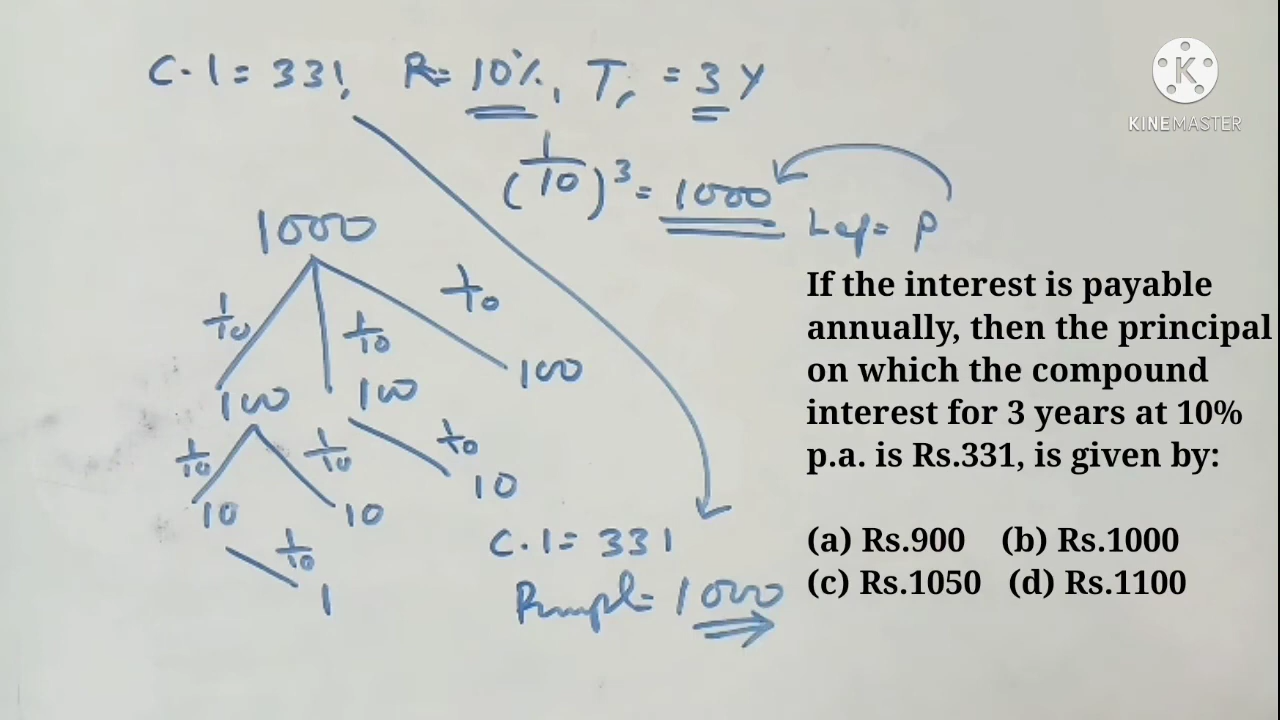 C.I = 331, R = 10%, T, = 3 Y
(1/10)³ = 1000
Let = P
1000
1/10 1/10 1/10
100 100 100
1/10 1/10 1/10
10 10 10
1/10
1
C.I = 331
= 1000
KINEMASTER
If the interest is payable
annually, then the principal
on which the compound
interest for 3 years at 10%
p.a. is Rs.331, is given by:
(a) Rs.900 (b) Rs.1000
(c) Rs.1050 (d) Rs.1100